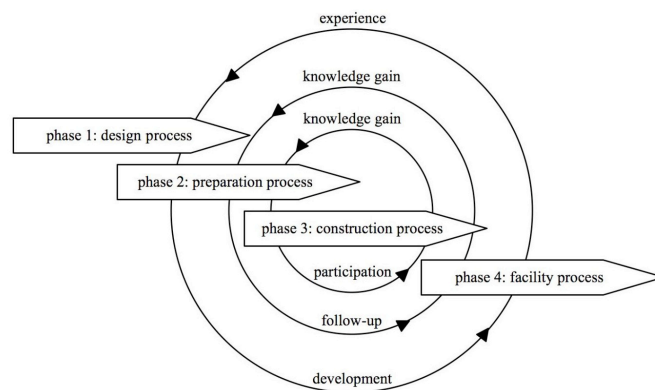 experience
knowledge gain
knowledge gain
phase 1: design process
phase 2: preparation process
phase 3: construction process
participation
phase 4: facility process
follow-up
development